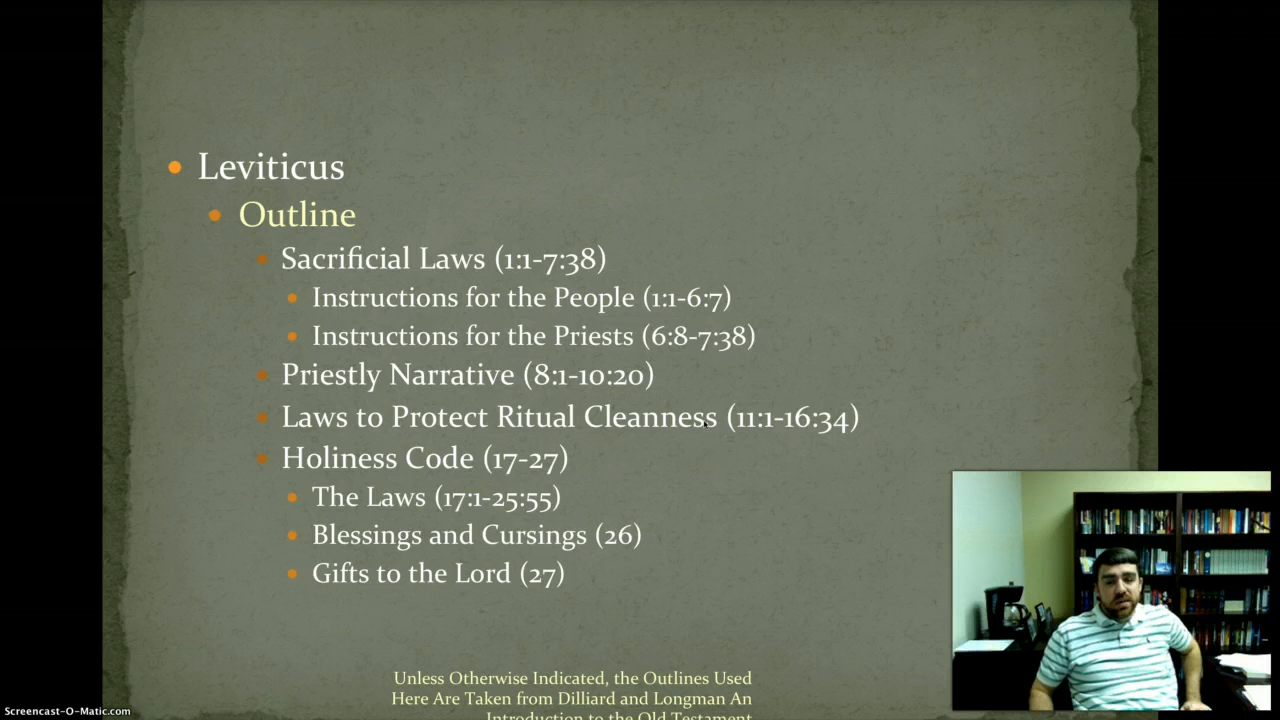 Leviticus
Outline
Sacrificial Laws (1:1-7:38)
Instructions for the People (1:1-6:7)
Instructions for the Priests (6:8-7:38)
Priestly Narrative (8:1-10:20)
Laws to Protect Ritual Cleanness (11:1-16:34)
Holiness Code (17-27)
The Laws (17:1-25:55)
Blessings and Cursings (26)
Gifts to the Lord (27)
Unless Otherwise Indicated, the Outlines Used
Here Are Taken from Dilliard and Longman An
Introduction to the Old Testament
Screencast-O-Matic.com